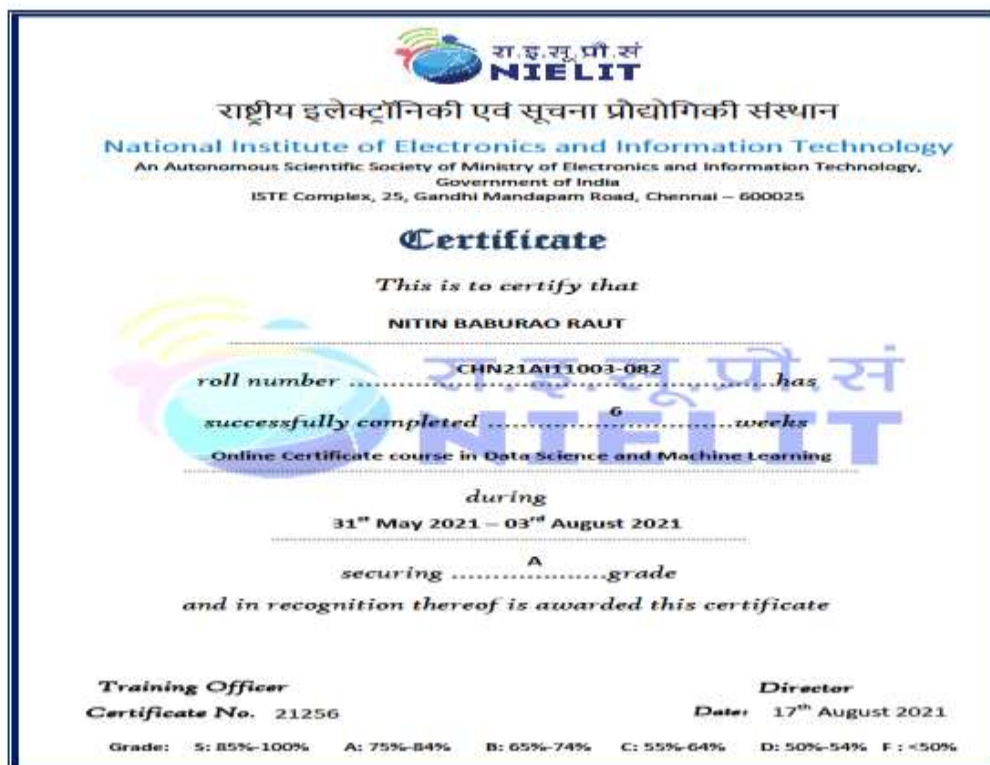 रा.इ.सू.प्रौ.सं
NIELIT
राष्ट्रीय इलेक्ट्रॉनिकी एवं सूचना प्रौद्योगिकी संस्थान
National Institute of Electronics and Information Technology
An Autonomous Scientific Society of Ministry of Electronics and Information Technology,
Government of India
ISTE Complex, 25, Gandhi Mandapam Road, Chennai – 600025
Certificate
This is to certify that
NITIN BABURAO RAUT
रा.इ.सू.प्रौ.सं
NIELIT
roll number ......CHN21AI11003-082......has
successfully completed ......6......weeks
Online Certificate course in Data Science and Machine Learning
during
31st May 2021 – 03rd August 2021
securing ......A......grade
and in recognition thereof is awarded this certificate
Training Officer Director
Certificate No. 21256 Date: 17th August 2021
Grade: S: 85%-100% A: 75%-84% B: 65%-74% C: 55%-64% D: 50%-54% F : <50%